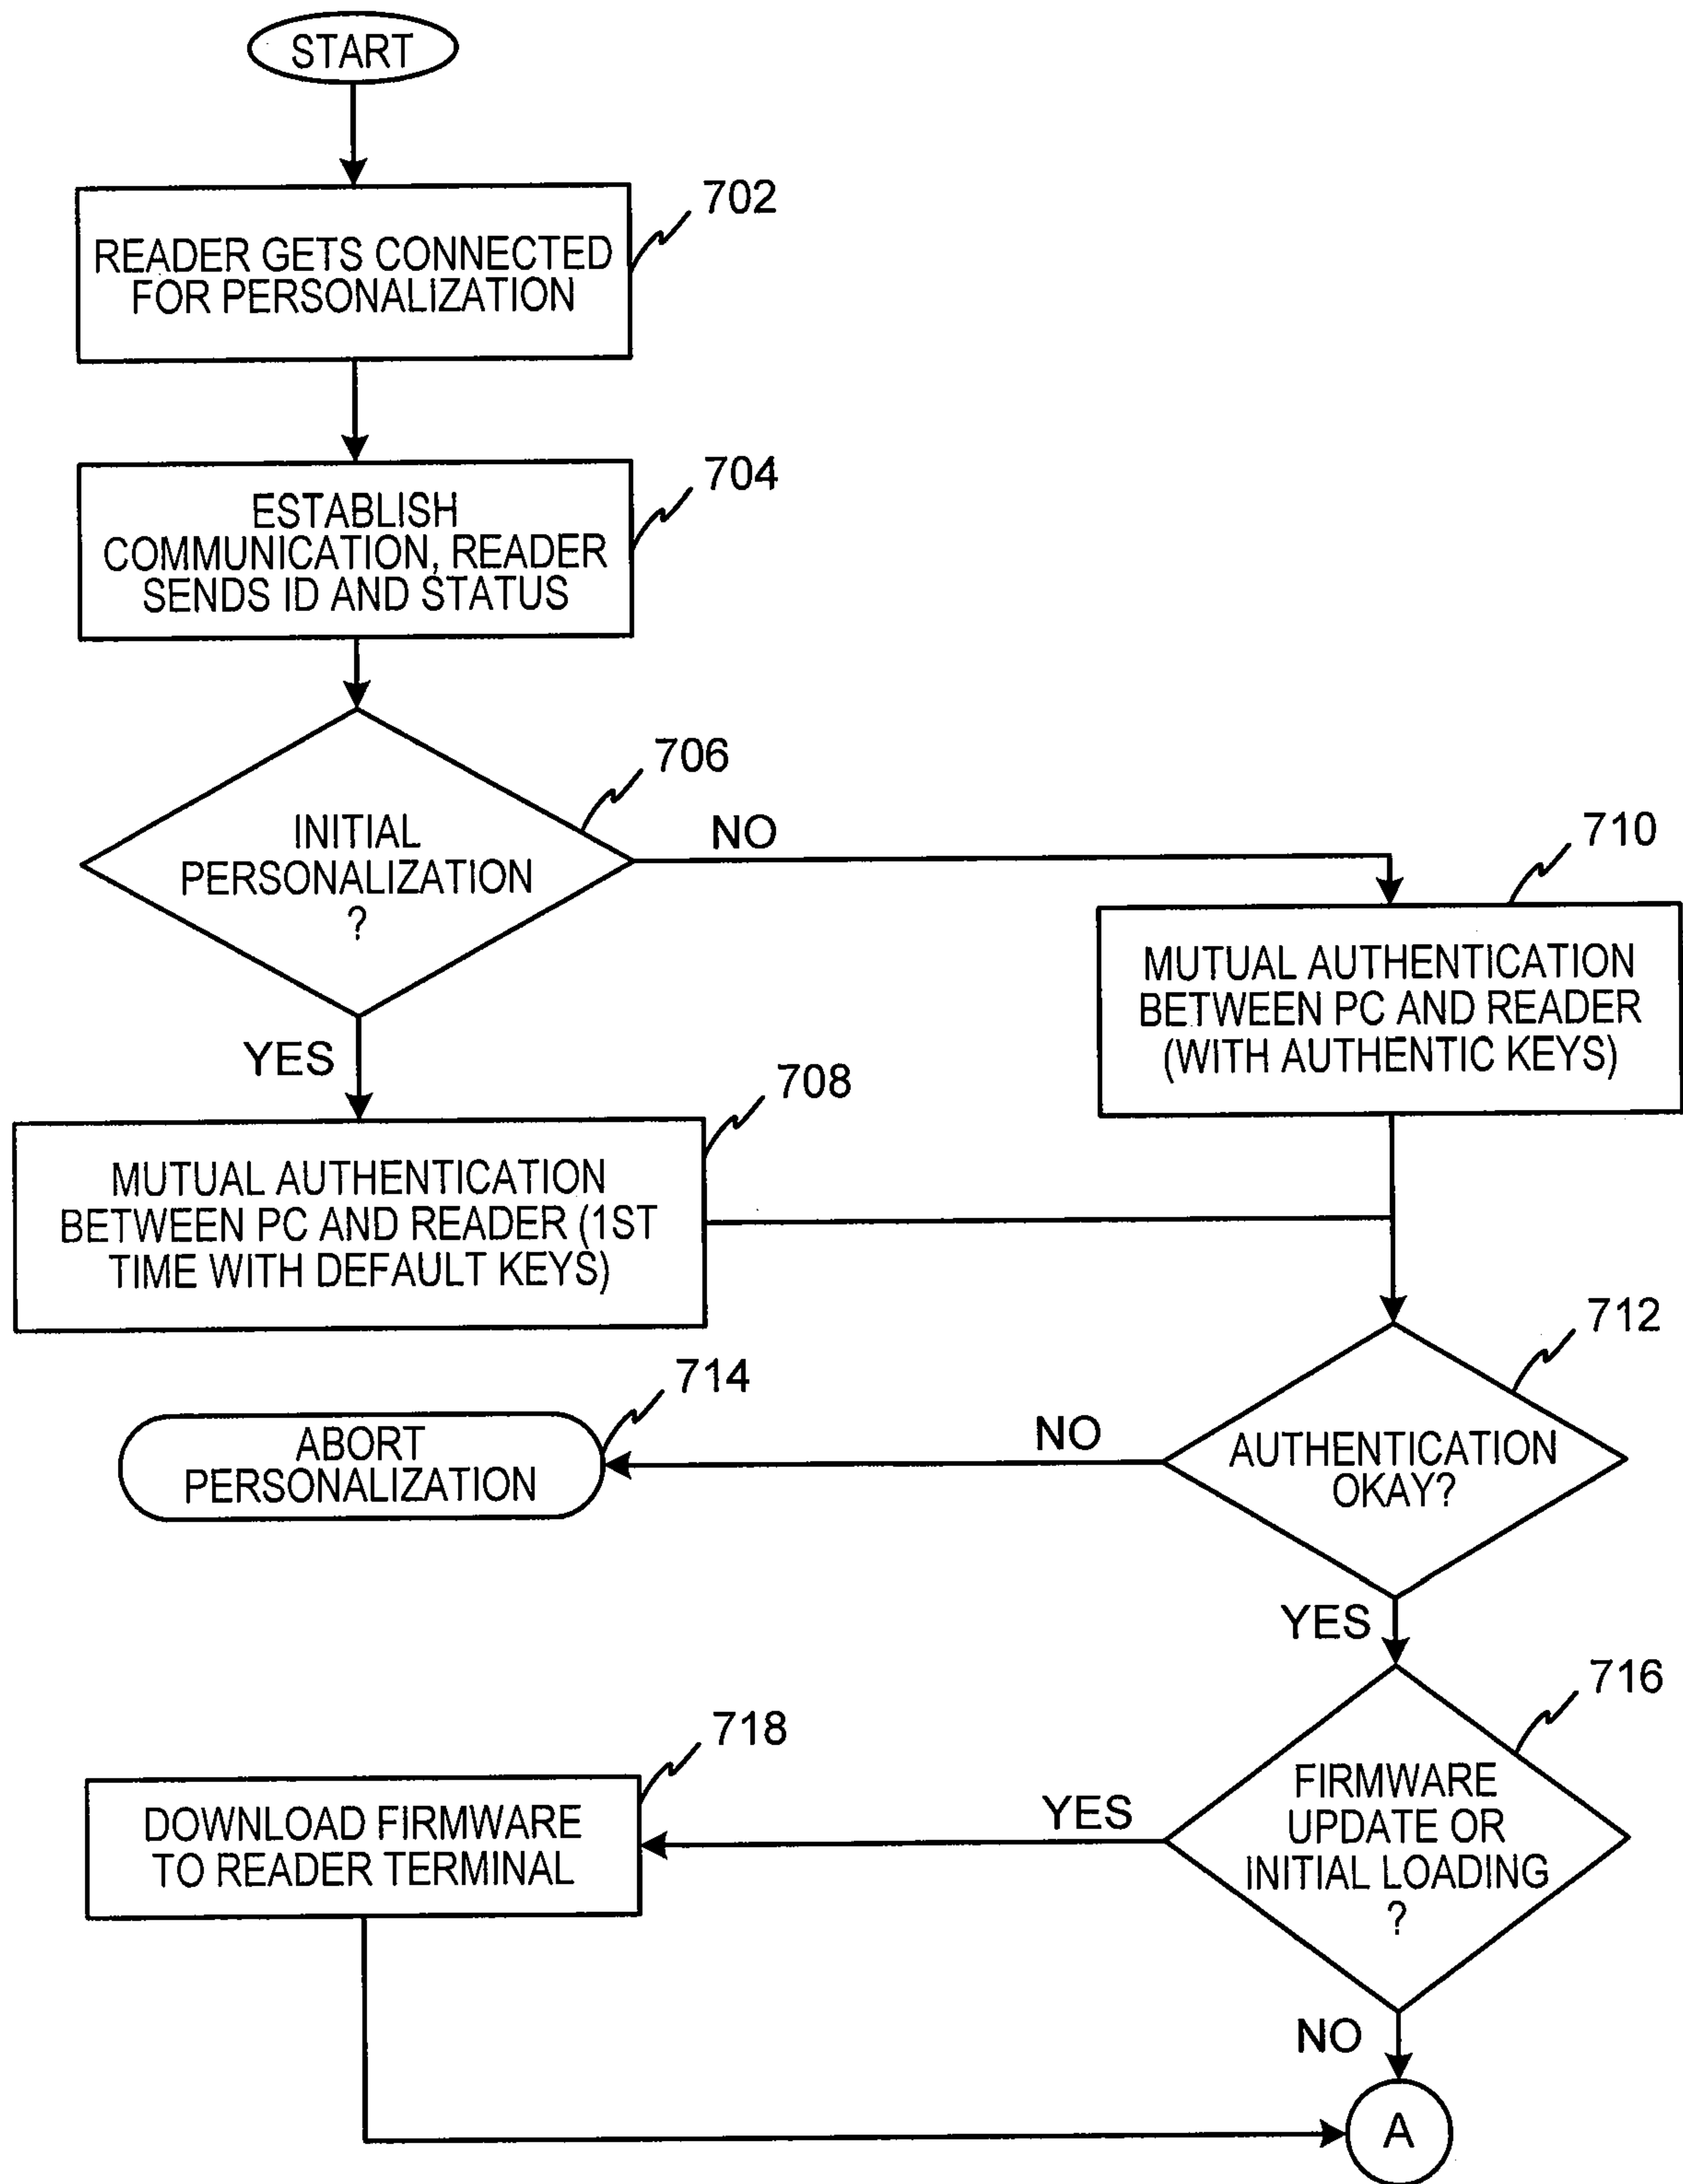 START
702
READER GETS CONNECTED
FOR PERSONALIZATION
704
ESTABLISH
COMMUNICATION, READER
SENDS ID AND STATUS
706
INITIAL
PERSONALIZATION
?
NO
YES
710
MUTUAL AUTHENTICATION
BETWEEN PC AND READER
(WITH AUTHENTIC KEYS)
708
MUTUAL AUTHENTICATION
BETWEEN PC AND READER (1ST
TIME WITH DEFAULT KEYS)
712
AUTHENTICATION
OKAY?
NO
714
ABORT
PERSONALIZATION
YES
716
FIRMWARE
UPDATE OR
INITIAL LOADING
?
YES
718
DOWNLOAD FIRMWARE
TO READER TERMINAL
NO
A